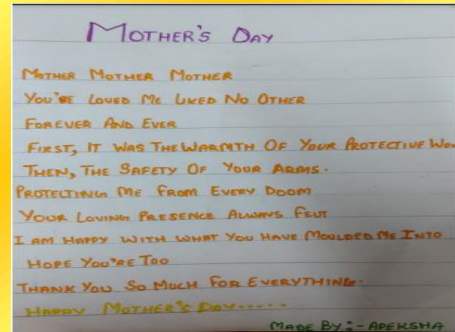 MOTHER'S DAY
MOTHER MOTHER MOTHER
YOU'RE LOVED ME LIKED NO OTHER
FOREVER AND EVER
FIRST, IT WAS THE WARMTH OF YOUR PROTECTIVE
THEN, THE SAFETY OF YOUR ARMS.
PROTECTING ME FROM EVERY DOOM
YOUR LOVING PRESENCE ALWAYS FELT
I AM HAPPY WITH WHAT YOU HAVE MOULDED ME INTO
HOPE YOU'RE TOO
THANK YOU SO MUCH FOR EVERYTHING.
HAPPY MOTHER'S DAY.....
MADE BY:- APEKSHA